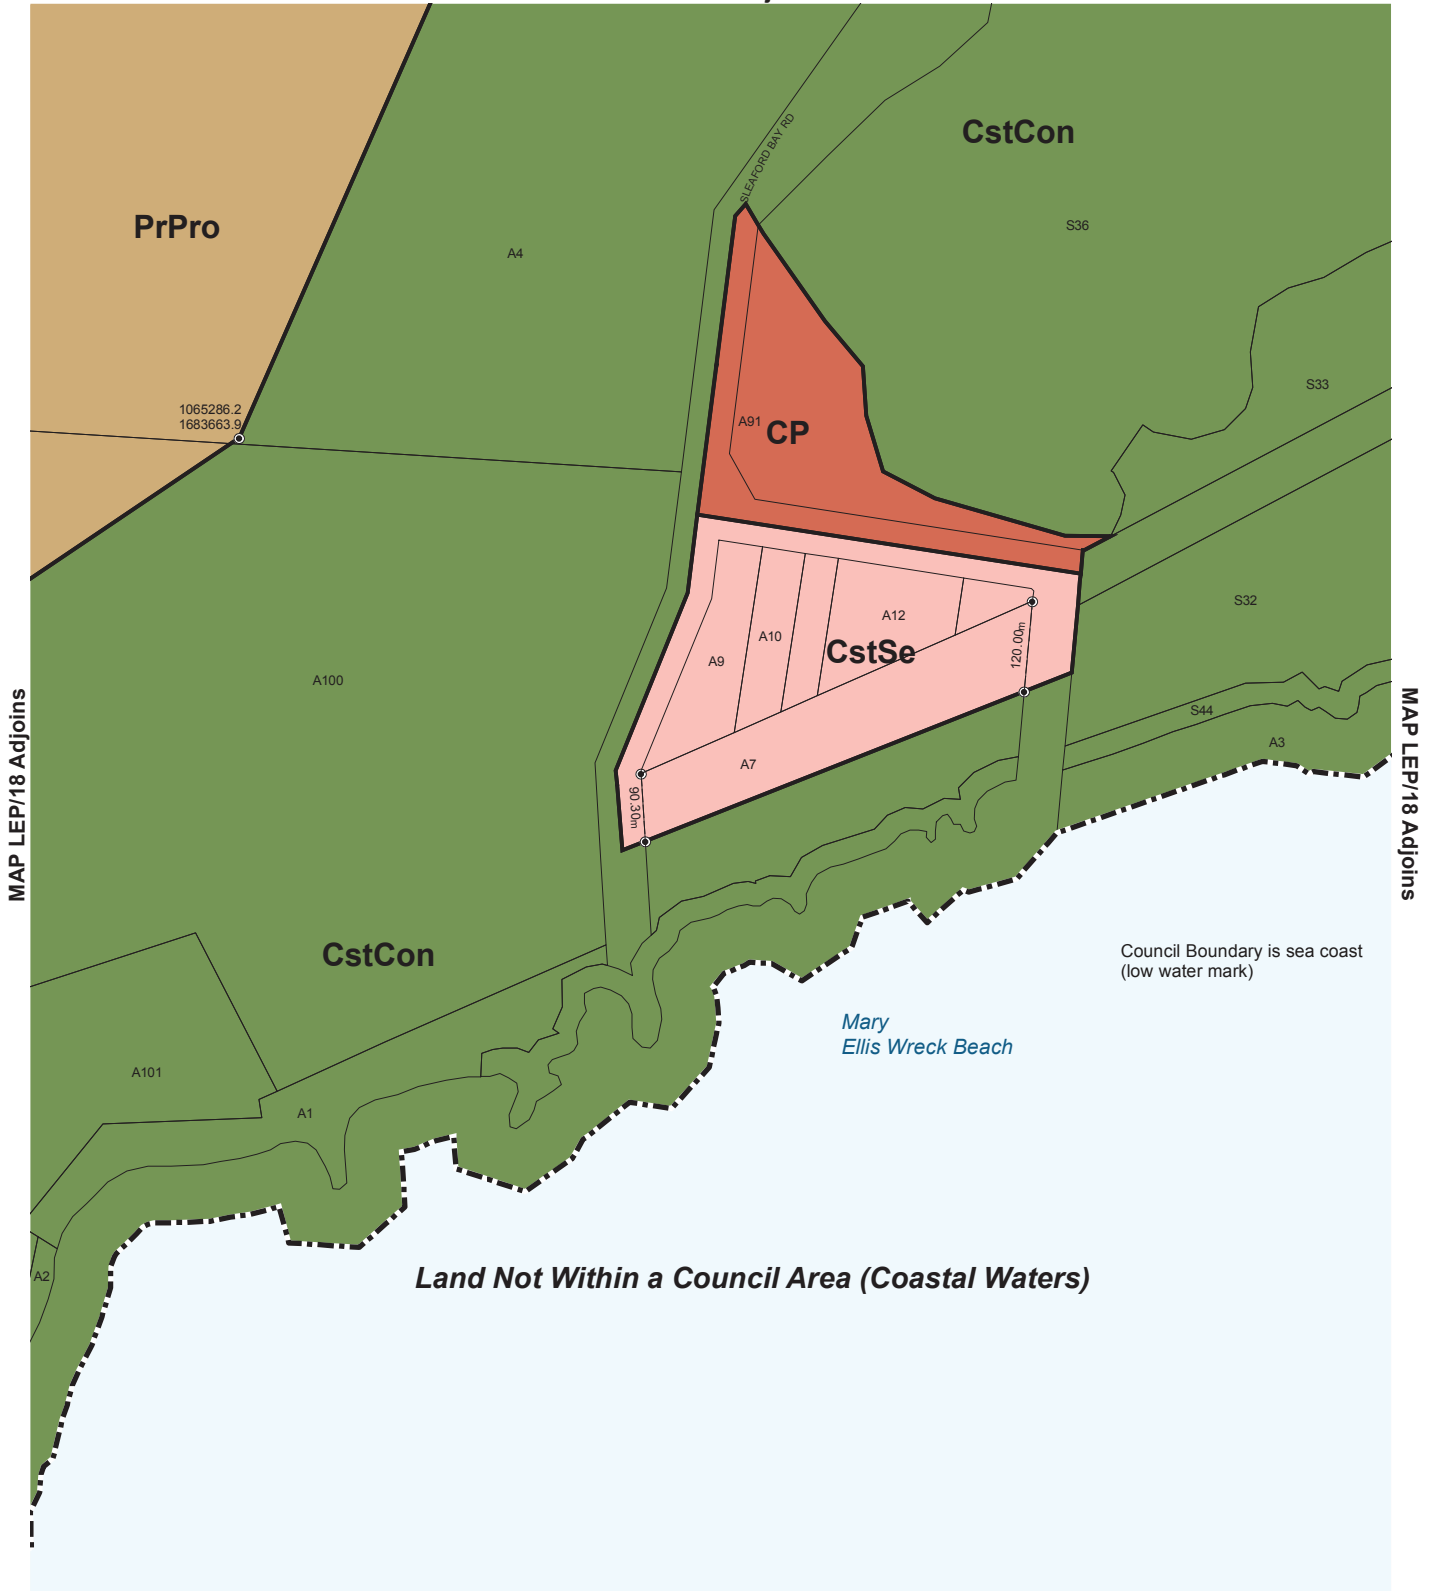 SLEAFORD BAY RD
CstCon
PrPro
A4
S36
S33
1065286.2
1683663.9
A91
CP
S32
A12
A10
CstSe
A9
120.00m
A100
S44
A3
A7
90.30m
MAP LEP/18 Adjoins
MAP LEP/18 Adjoins
CstCon
Council Boundary is sea coast
(low water mark)
Mary
Ellis Wreck Beach
A101
A1
A2
Land Not Within a Council Area (Coastal Waters)